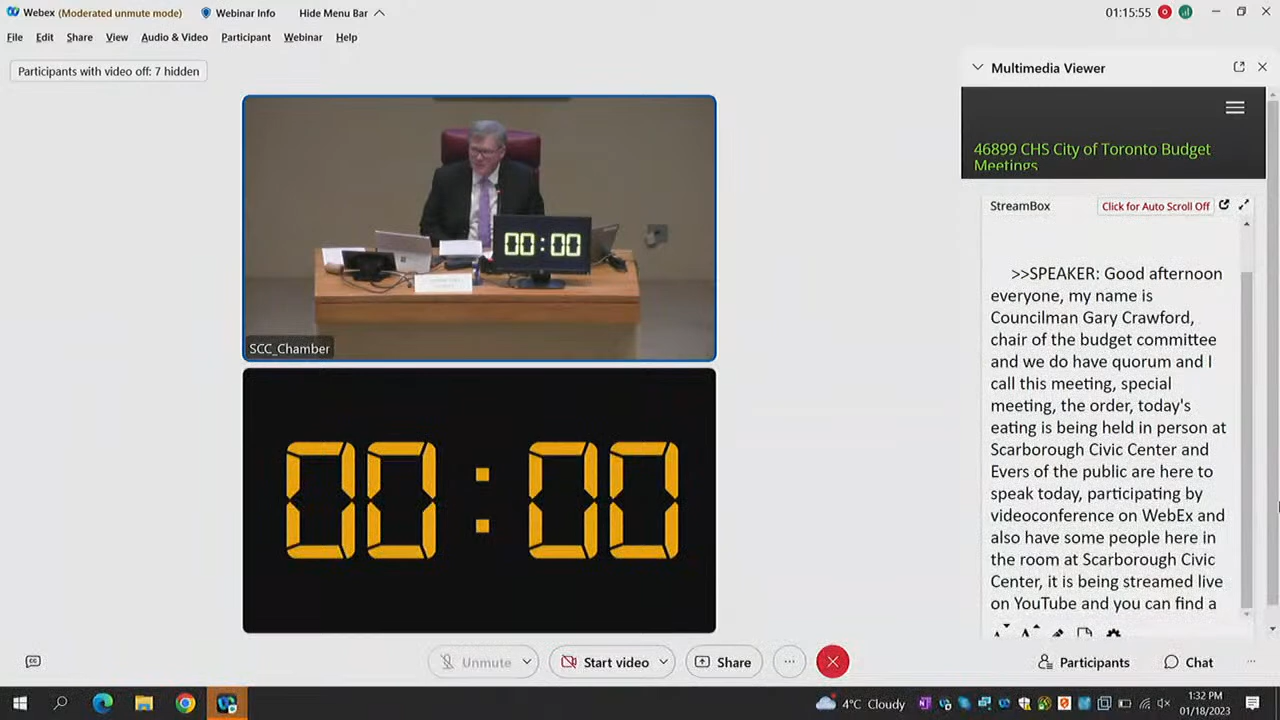 Webex (Moderated unmute mode) Webinar Info Hide Menu Bar 01:15:55
File Edit Share View Audio & Video Participant Webinar Help
Participants with video off: 7 hidden
Multimedia Viewer
46899 CHS City of Toronto Budget
Meetings
StreamBox Click for Auto Scroll Off
>>SPEAKER: Good afternoon
everyone, my name is
Councilman Gary Crawford,
chair of the budget committee
and we do have quorum and I
call this meeting, special
meeting, the order, today's
eating is being held in person at
Scarborough Civic Center and
Evers of the public are here to
speak today, participating by
videoconference on WebEx and
also have some people here in
the room at Scarborough Civic
Center, it is being streamed live
on YouTube and you can find a
00:00
SCC_Chamber
00:00
Unmute Start video Share Participants Chat
4°C Cloudy 1:32 PM
01/18/2023